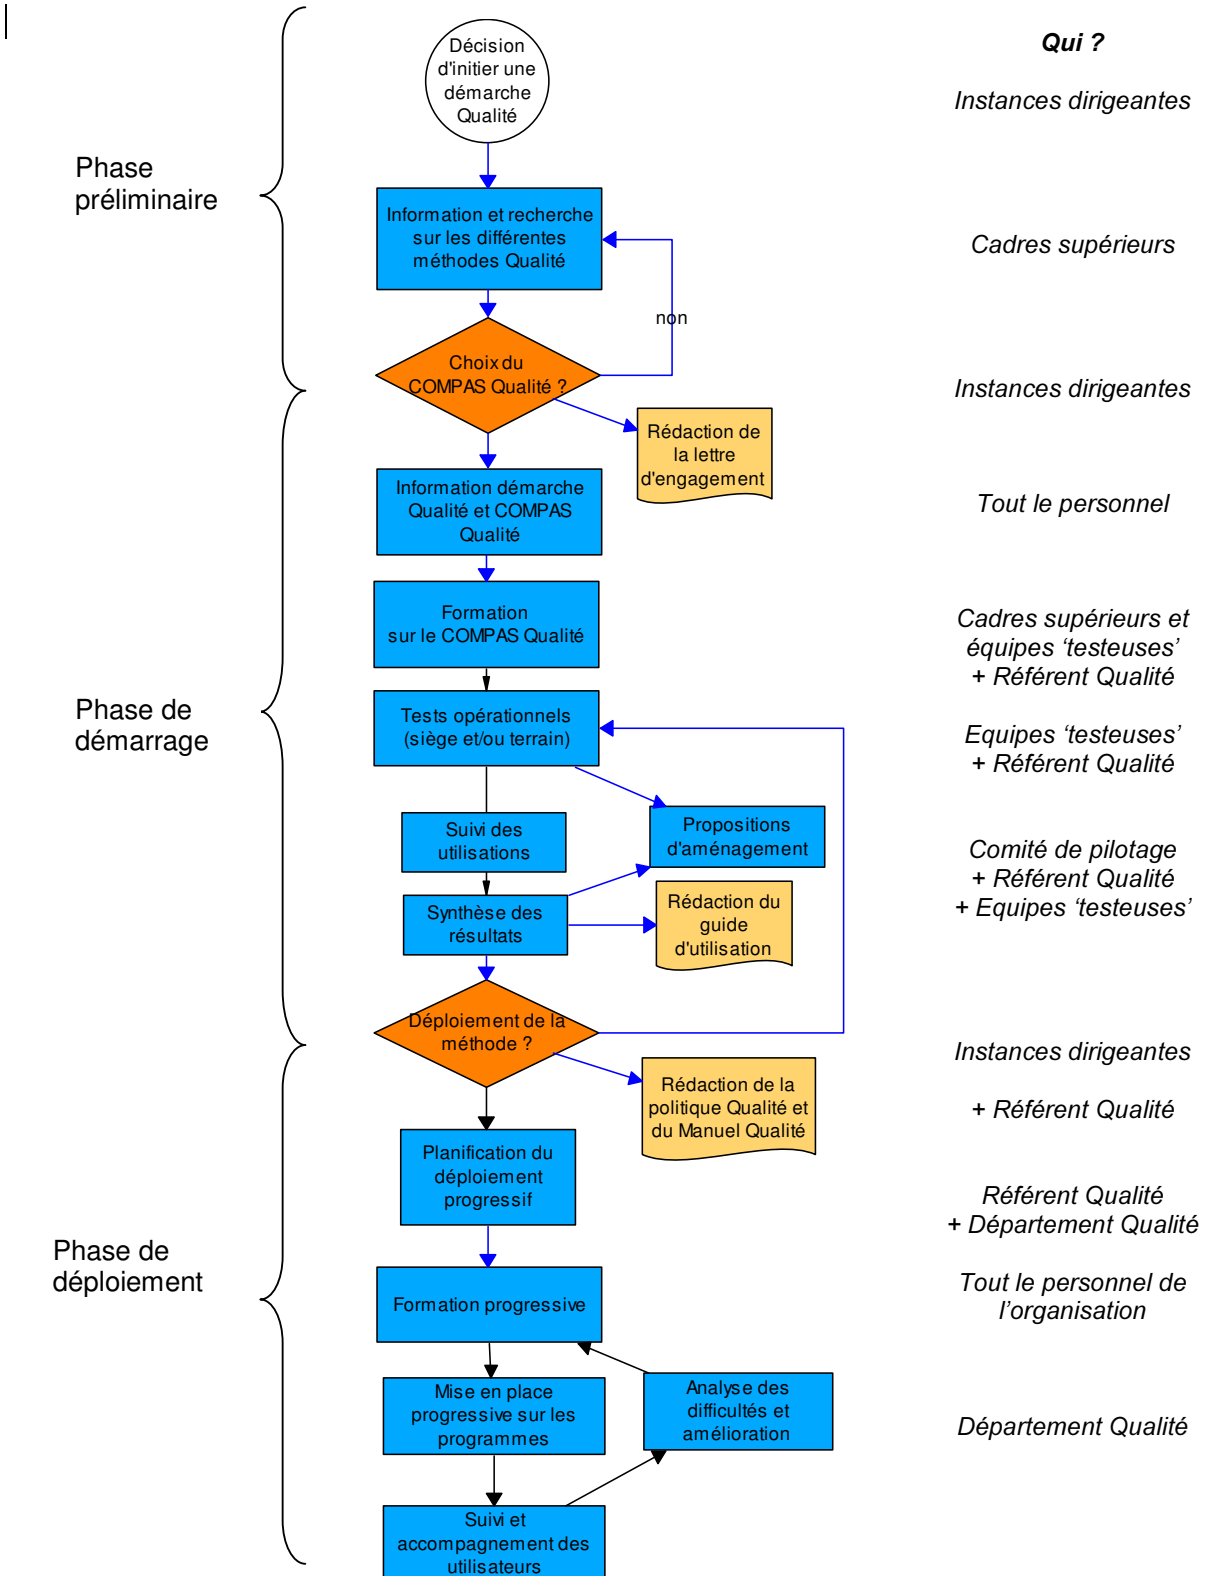 Qui ?
Décision
d'initier une
démarche
Qualité
Instances dirigeantes
Phase
préliminaire
Information et recherche
sur les différentes
méthodes Qualité
Cadres supérieurs
non
Choix du
COMPAS Qualité ?
Instances dirigeantes
Rédaction de
la lettre
d'engagement
Information démarche
Qualité et COMPAS
Qualité
Tout le personnel
Formation
sur le COMPAS Qualité
Cadres supérieurs et
équipes ‘testeuses’
+ Référent Qualité
Phase de
démarrage
Tests opérationnels
(siège et/ou terrain)
Equipes ‘testeuses’
+ Référent Qualité
Suivi des
utilisations
Propositions
d'aménagement
Comité de pilotage
+ Référent Qualité
+ Equipes ‘testeuses’
Synthèse des
résultats
Rédaction du
guide
d'utilisation
Déploiement de la
méthode ?
Instances dirigeantes
+ Référent Qualité
Rédaction de la
politique Qualité et
du Manuel Qualité
Planification du
déploiement
progressif
Référent Qualité
+ Département Qualité
Phase de
déploiement
Formation progressive
Tout le personnel de
l’organisation
Mise en place
progressive sur les
programmes
Analyse des
difficultés et
amélioration
Département Qualité
Suivi et
accompagnement des
utilisateurs